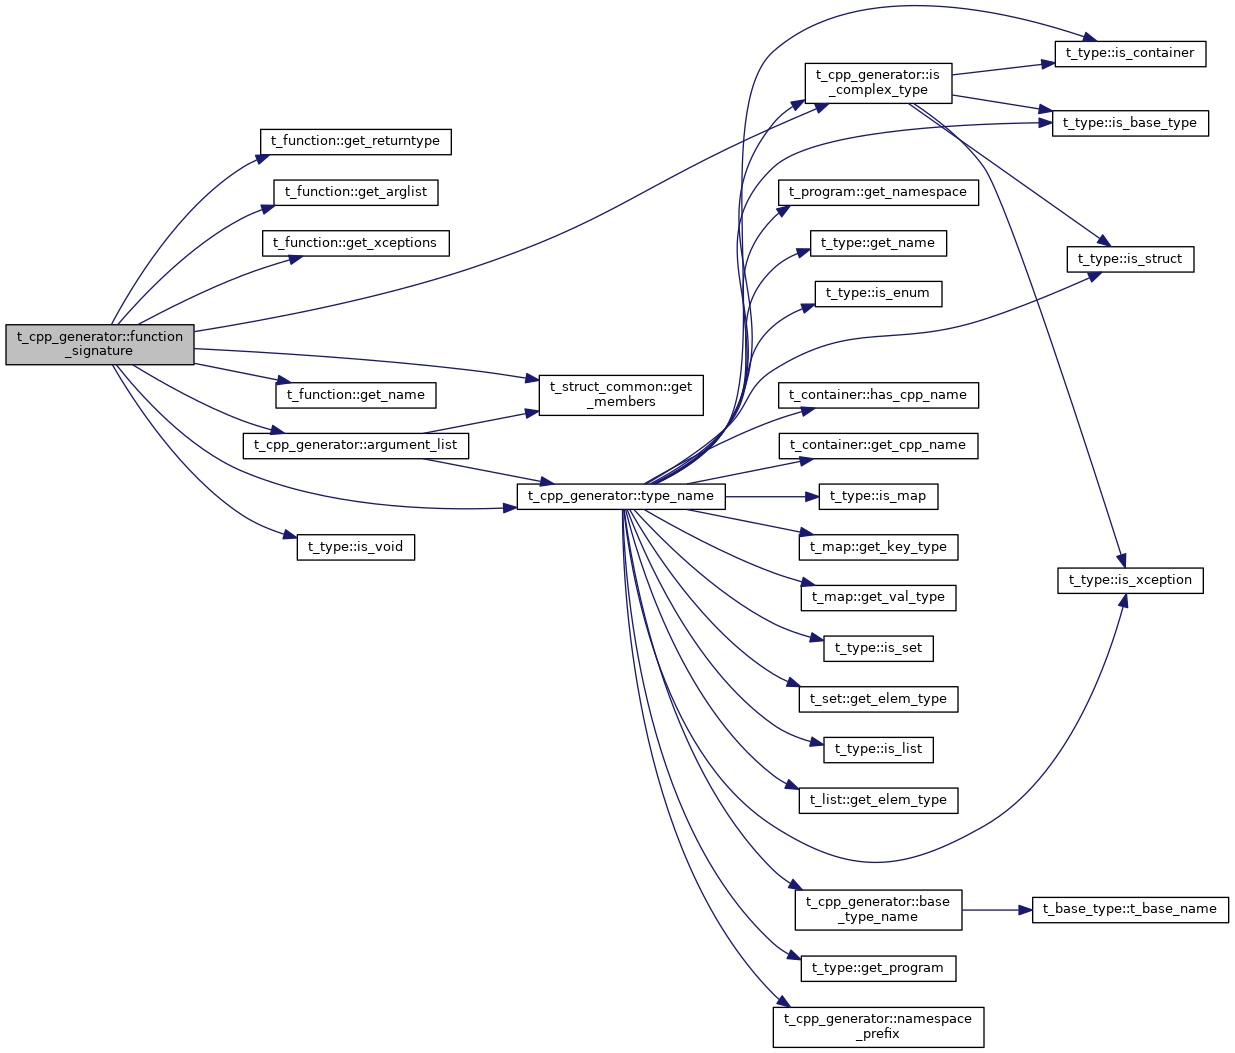 t_cpp_generator::function
_signature
t_function::get_returntype
t_function::get_arglist
t_function::get_xceptions
t_function::get_name
t_cpp_generator::argument_list
t_type::is_void
t_struct_common::get
_members
t_cpp_generator::type_name
t_cpp_generator::is
_complex_type
t_program::get_namespace
t_type::get_name
t_type::is_enum
t_container::has_cpp_name
t_container::get_cpp_name
t_type::is_map
t_map::get_key_type
t_map::get_val_type
t_type::is_set
t_set::get_elem_type
t_type::is_list
t_list::get_elem_type
t_cpp_generator::base
_type_name
t_type::get_program
t_cpp_generator::namespace
_prefix
t_type::is_container
t_type::is_base_type
t_type::is_struct
t_type::is_xception
t_base_type::t_base_name